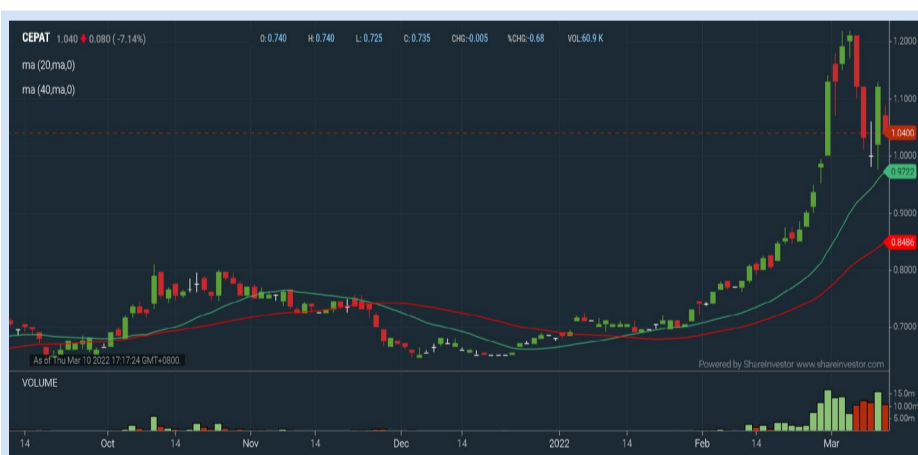 CEPAT 1.040 0.080 (-7.14%) O: 0.740 H: 0.740 L: 0.725 C: 0.735 CHG:-0.005 %CHG:-0.68 VOL:60.9 K
ma (20,ma,0)
ma (40,ma,0)
1.2000
1.1000
1.0400
1.0000
0.9722
0.9000
0.8486
0.8000
0.7000
As of Thu Mar 10 2022 17:17:24 GMT+0800.
Powered by ShareInvestor www.shareinvestor.com
VOLUME
15.00m
10.00m
5.00m
14 Oct 14 Nov 14 Dec 14 2022 14 Feb 14 Mar